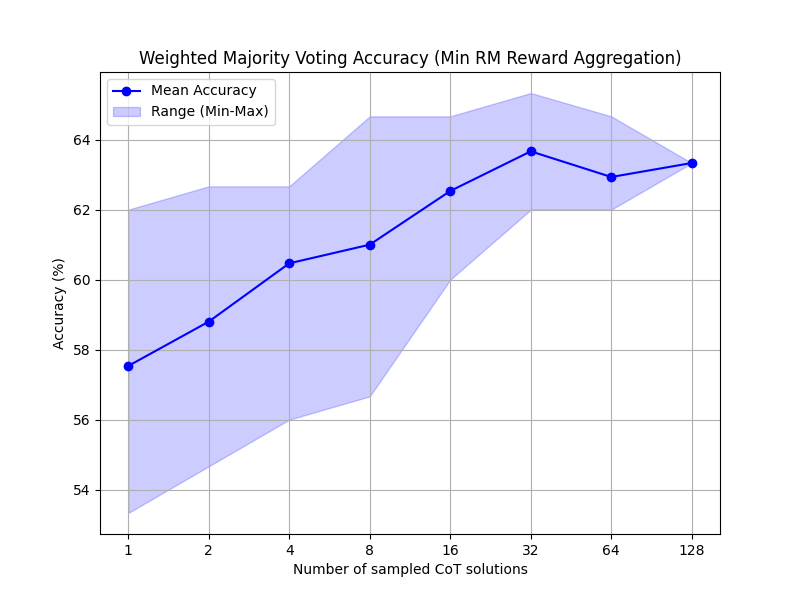 Weighted Majority Voting Accuracy (Min RM Reward Aggregation)
Mean Accuracy
Range (Min-Max)
Accuracy (%)
64
62
60
58
56
54
1 2 4 8 16 32 64 128
Number of sampled CoT solutions